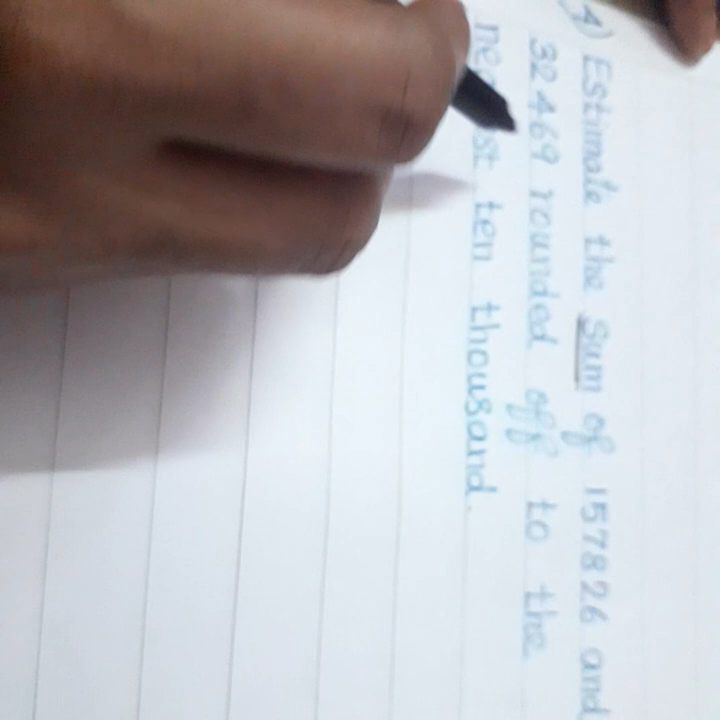 4) Estimate the Sum of 157826 and
32469 rounded off to the
ten thousand.